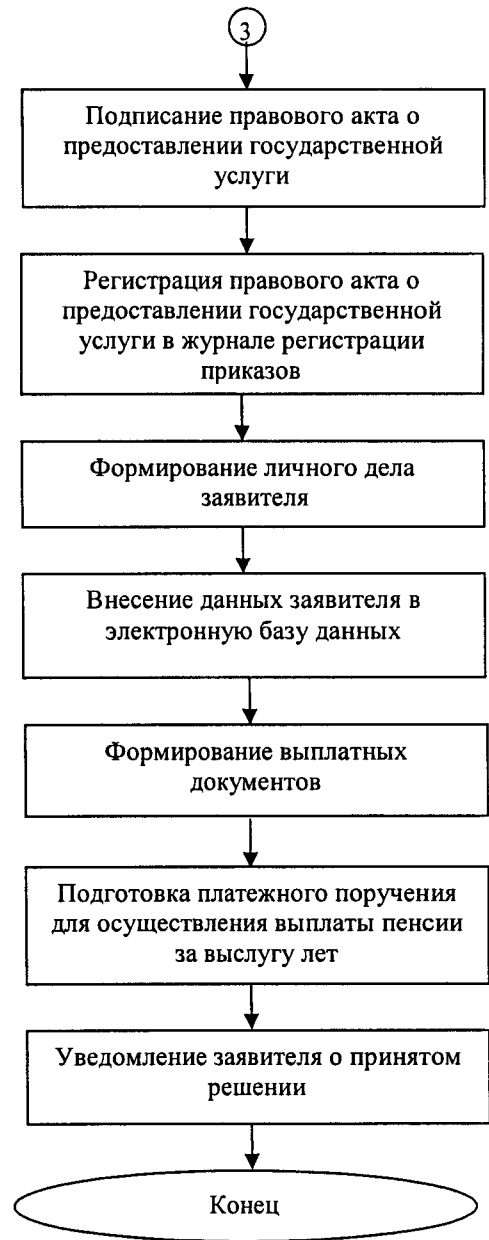 3
Подписание правового акта о
предоставлении государственной
услуги
Регистрация правового акта о
предоставлении государственной
услуги в журнале регистрации
приказов
Формирование личного дела
заявителя
Внесение данных заявителя в
электронную базу данных
Формирование выплатных
документов
Подготовка платежного поручения
для осуществления выплаты пенсии
за выслугу лет
Уведомление заявителя о принятом
решении
Конец